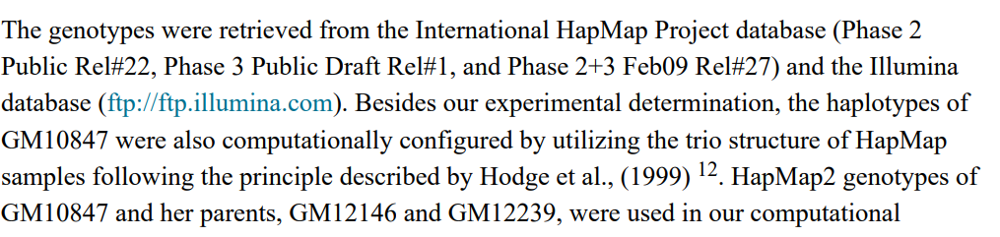 The genotypes were retrieved from the International HapMap Project database (Phase 2
Public Rel#22, Phase 3 Public Draft Rel#1, and Phase 2+3 Feb09 Rel#27) and the Illumina
database (ftp://ftp.illumina.com). Besides our experimental determination, the haplotypes of
GM10847 were also computationally configured by utilizing the trio structure of HapMap
samples following the principle described by Hodge et al., (1999) 12. HapMap2 genotypes of
GM10847 and her parents, GM12146 and GM12239, were used in our computational